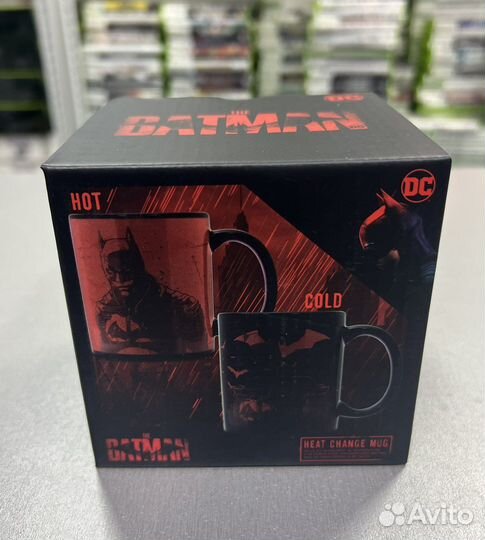 THE
BATMAN
DC
DC
HOT
COLD
THE
BATMAN
HEAT CHANGE MUG
Avito